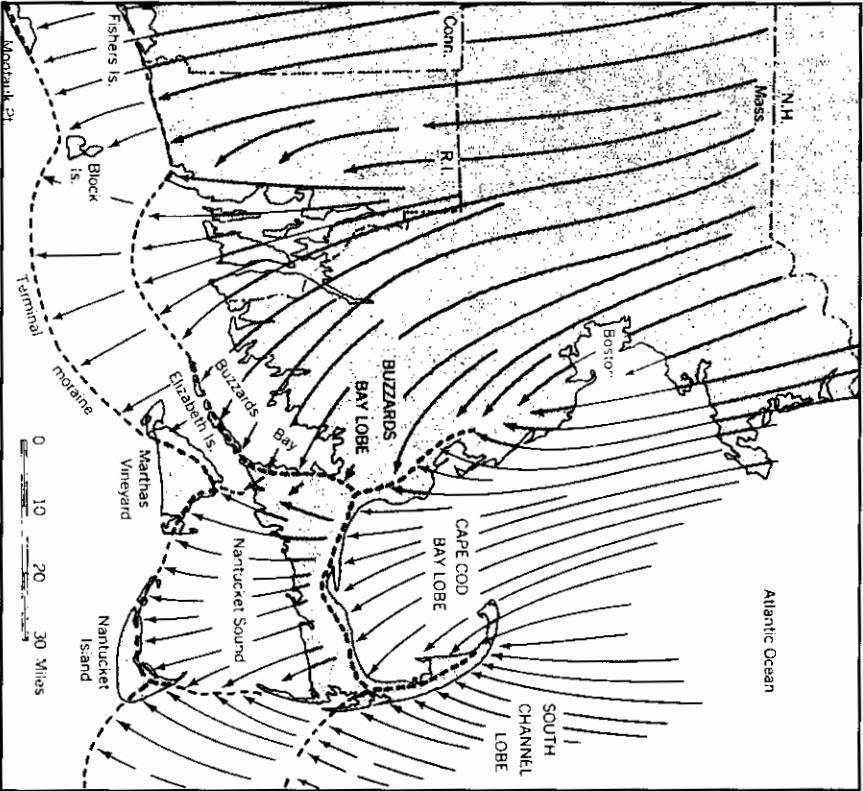 N.H.
Atlantic Ocean
Mass.
Boston
SOUTH
CHANNEL
LOBE
Conn.
R.I.
CAPE COD
BAY LOBE
BUZZARDS
BAY LOBE
Buzzards
Bay
Elizabeth Is.
Nantucket Sound
Fishers Is.
Block
Is.
Marthas
Vineyard
Nantucket
Island
Terminal
moraine
Montauk Pt.
0 10 20 30 Miles